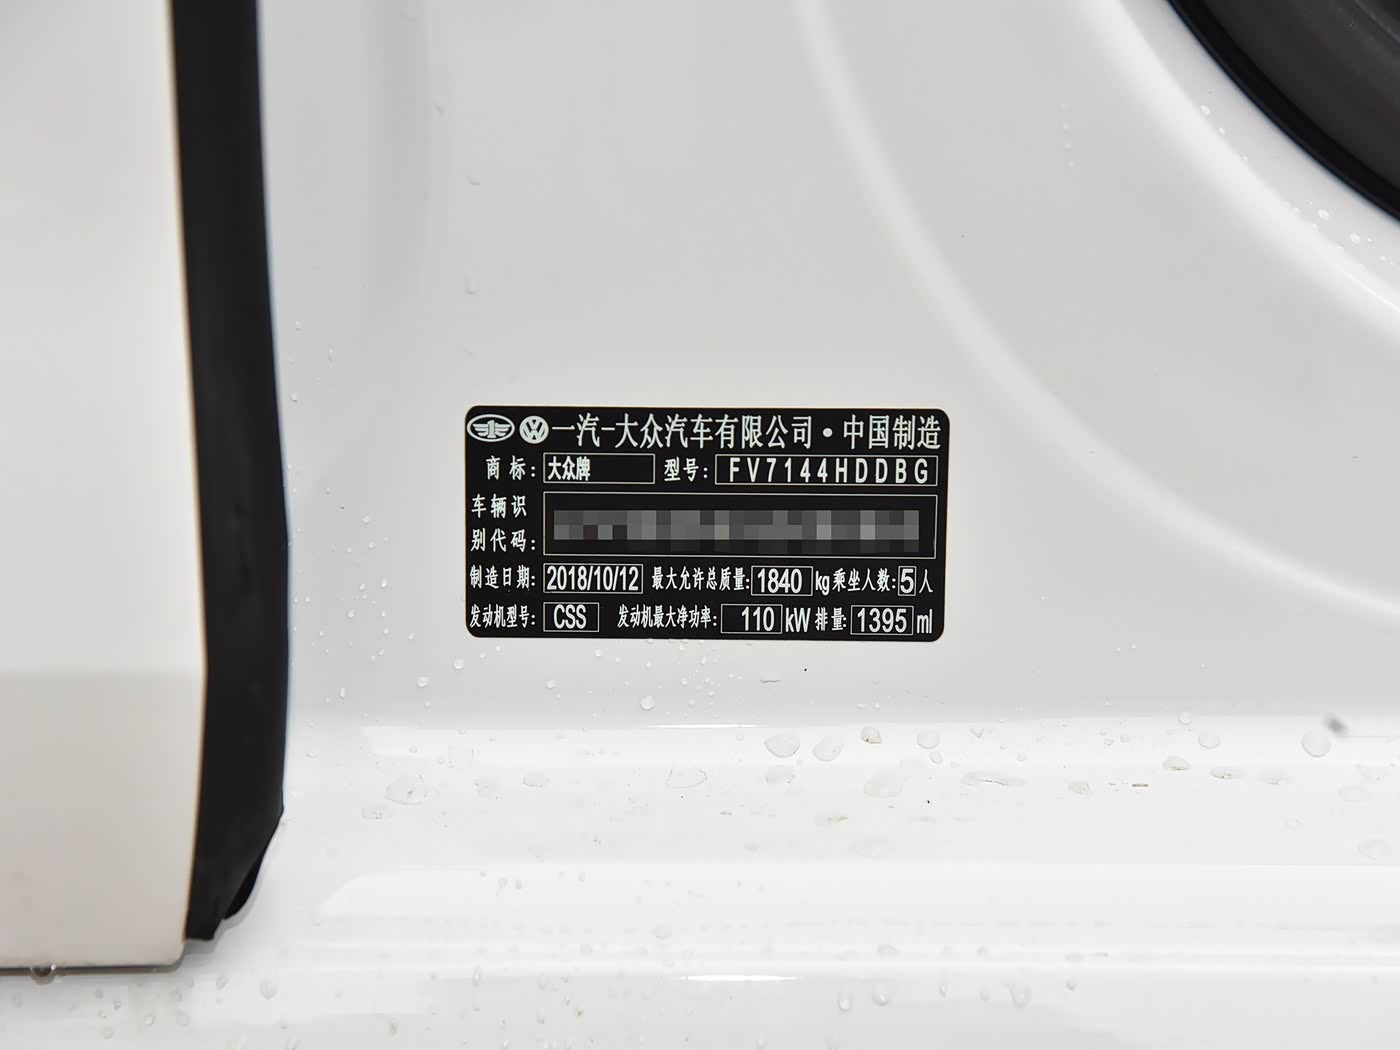 一汽-大众汽车有限公司·中国制造
商标: 大众牌 型号: FV7144HDDBG
车辆识
别代码:
制造日期: 2018/10/12 最大允许总质量: 1840 kg 乘坐人数: 5 人
发动机型号: CSS 发动机最大净功率: 110 kW 排量: 1395 ml